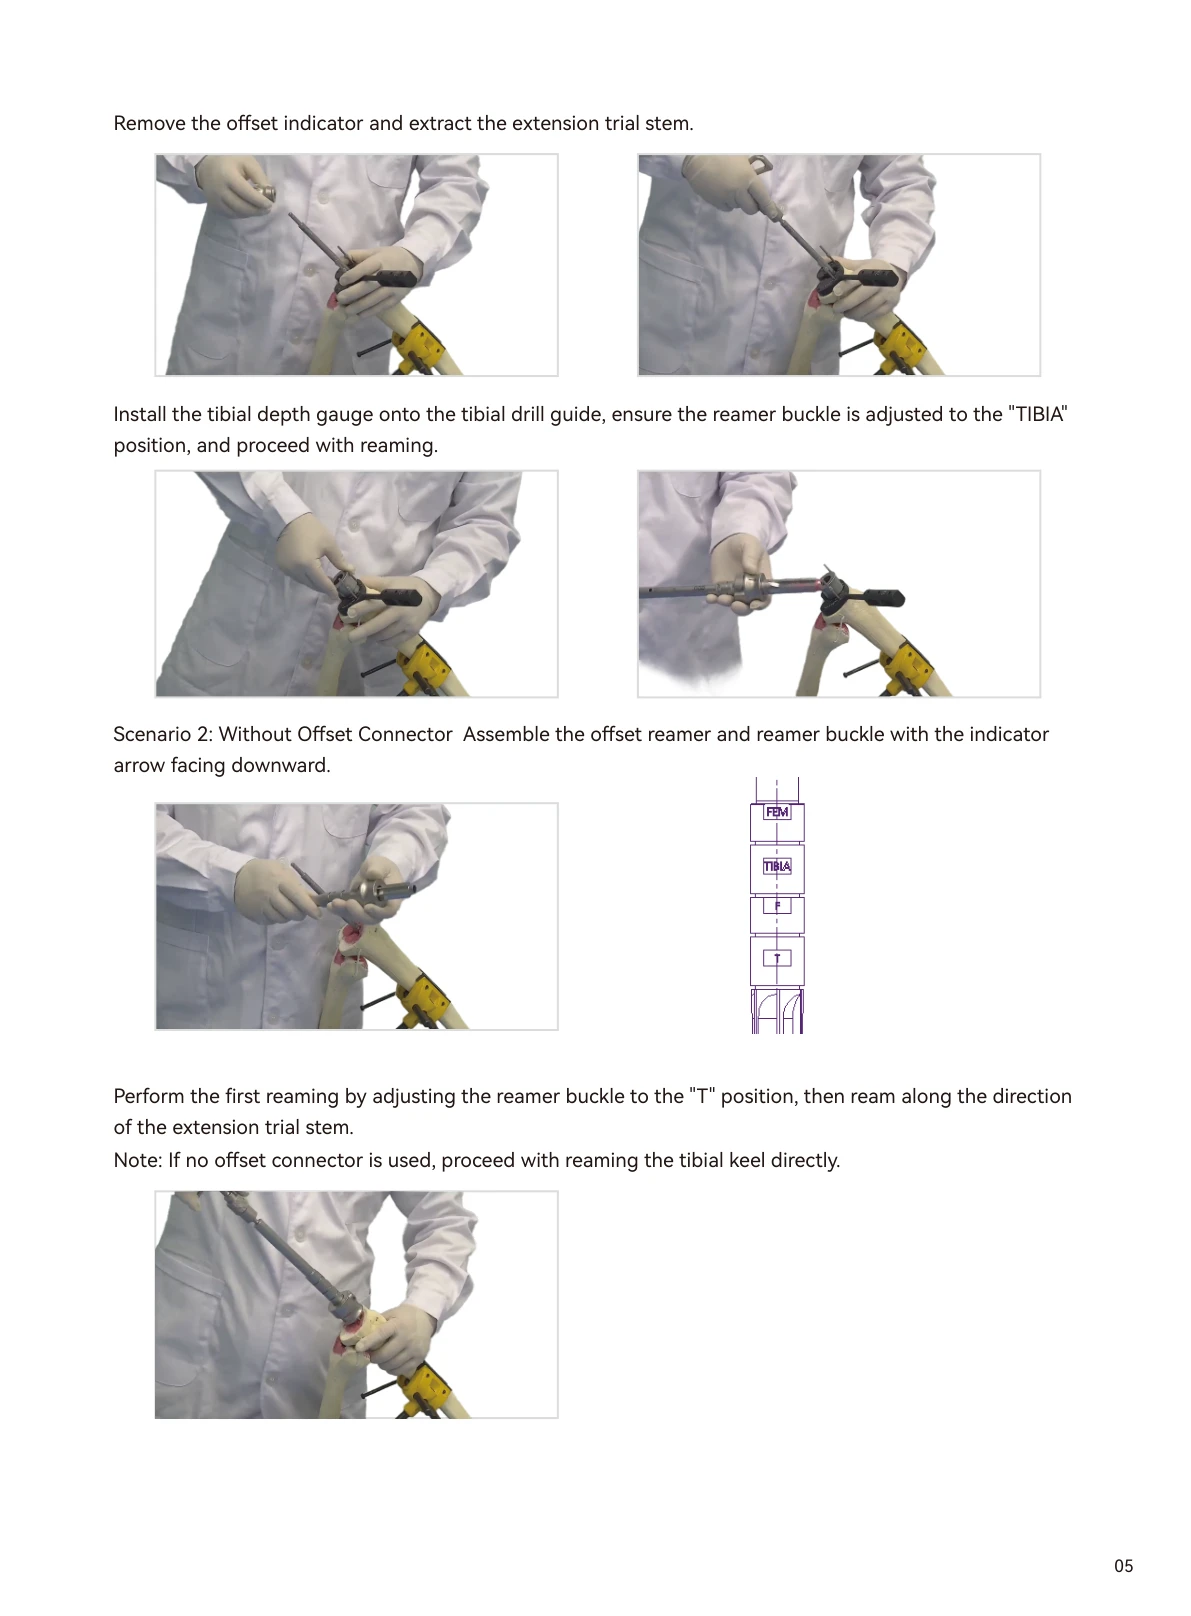 Remove the offset indicator and extract the extension trial stem.
Install the tibial depth gauge onto the tibial drill guide, ensure the reamer buckle is adjusted to the "TIBIA"
position, and proceed with reaming.
Scenario 2: Without Offset Connector  Assemble the offset reamer and reamer buckle with the indicator
arrow facing downward.
FEM
TIBIA
F
T
Perform the first reaming by adjusting the reamer buckle to the "T" position, then ream along the direction
of the extension trial stem.
Note: If no offset connector is used, proceed with reaming the tibial keel directly.
05